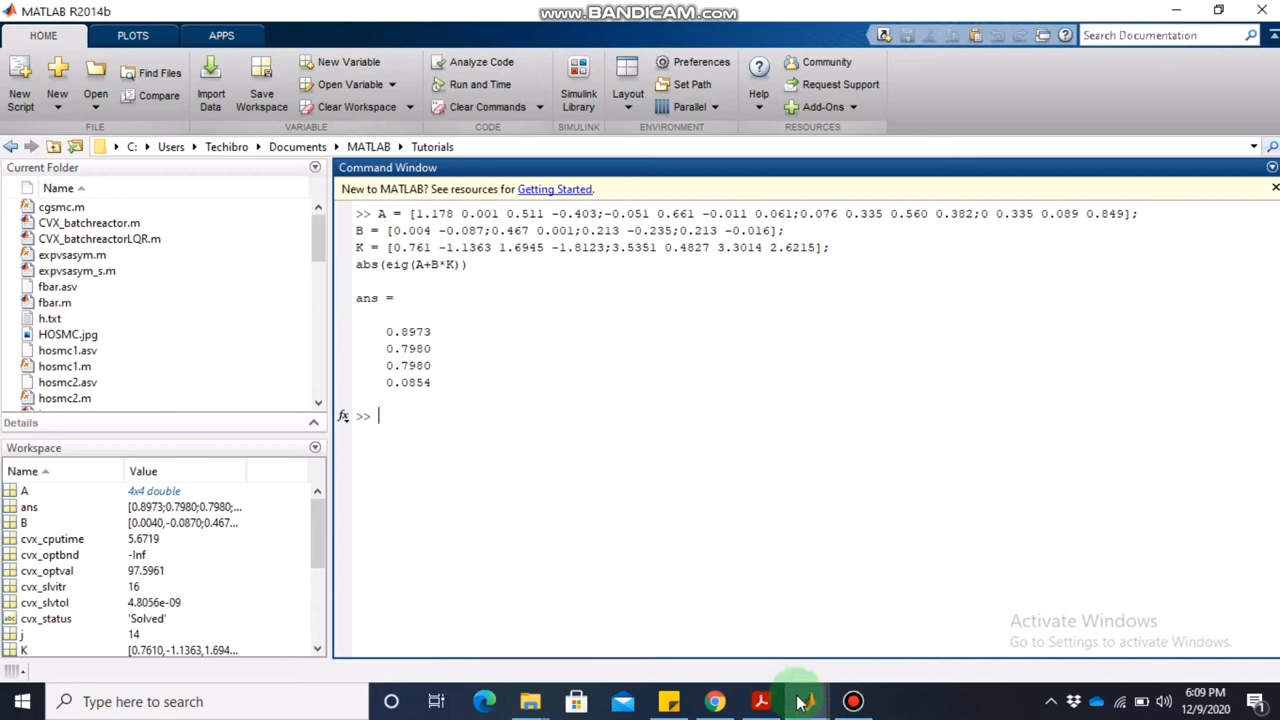 MATLAB R2014b
www.BANDICAM.com
HOME PLOTS APPS
Search Documentation
New Script
New
Open
Find Files
Compare
FILE
Import Data
Save Workspace
New Variable
Open Variable
Clear Workspace
VARIABLE
Analyze Code
Run and Time
Clear Commands
CODE
Simulink Library
SIMULINK
Layout
Preferences
Set Path
Parallel
ENVIRONMENT
Help
Community
Request Support
Add-Ons
RESOURCES
C: Users Techibro Documents MATLAB Tutorials
Current Folder
Name
cgsmc.m
CVX_batchreactor.m
CVX_batchreactorLQR.m
expvsasym.m
expvsasym_s.m
fbar.asv
fbar.m
h.txt
HOSMC.jpg
hosmc1.asv
hosmc1.m
hosmc2.asv
hosmc2.m
Details
Workspace
Name Value
A 4x4 double
ans [0.8973;0.7980;0.7980;...
B [0.0040,-0.0870;0.467...
cvx_cputime 5.6719
cvx_optbnd -Inf
cvx_optval 97.5961
cvx_slvitr 16
cvx_slvtol 4.8056e-09
cvx_status 'Solved'
j 14
K [0.7610,-1.1363,1.694...
Command Window
New to MATLAB? See resources for Getting Started.
>> A = [1.178 0.001 0.511 -0.403;-0.051 0.661 -0.011 0.061;0.076 0.335 0.560 0.382;0 0.335 0.089 0.849];
B = [0.004 -0.087;0.467 0.001;0.213 -0.235;0.213 -0.016];
K = [0.761 -1.1363 1.6945 -1.8123;3.5351 0.4827 3.3014 2.6215];
abs(eig(A+B*K))
ans =
0.8973
0.7980
0.7980
0.0854
fx >>
Activate Windows
Go to Settings to activate Windows.
Type here to search
6:09 PM
12/9/2020
1